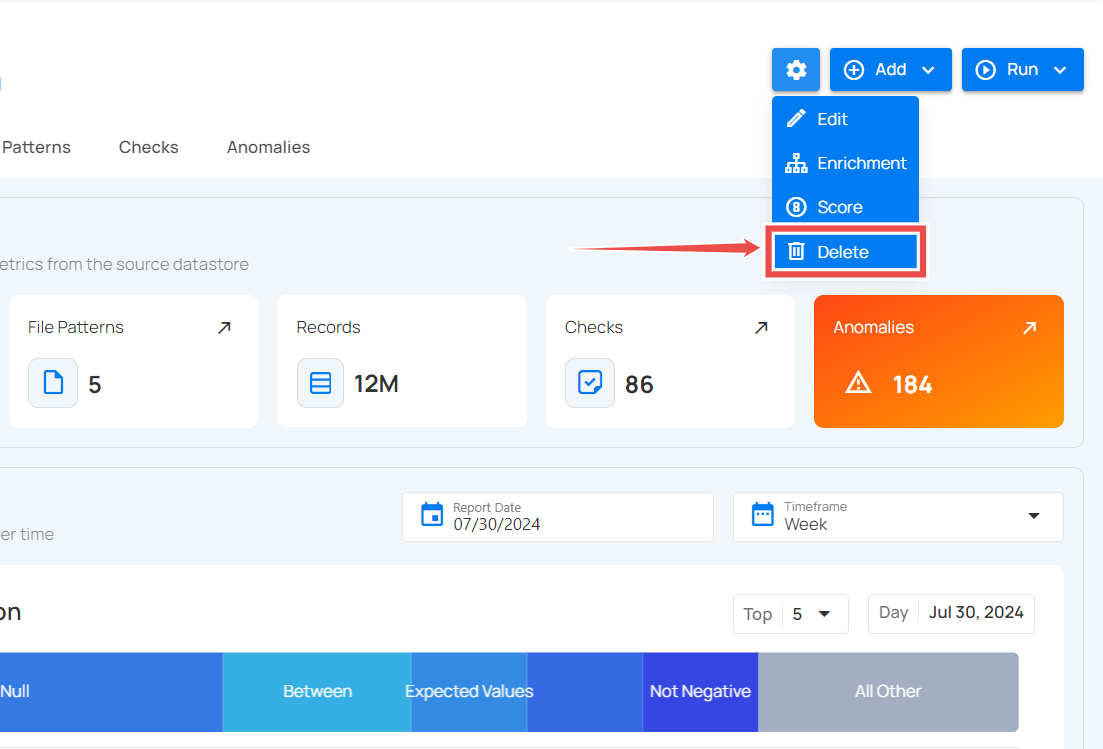 Add
Run
Edit
Patterns
Checks
Anomalies
Enrichment
Score
Delete
etrics from the source datastore
File Patterns
Records
Checks
Anomalies
5
12M
86
184
Report Date
07/30/2024
Timeframe
Week
er time
on
Top 5
Day Jul 30, 2024
Null
Between
Expected Values
Not Negative
All Other